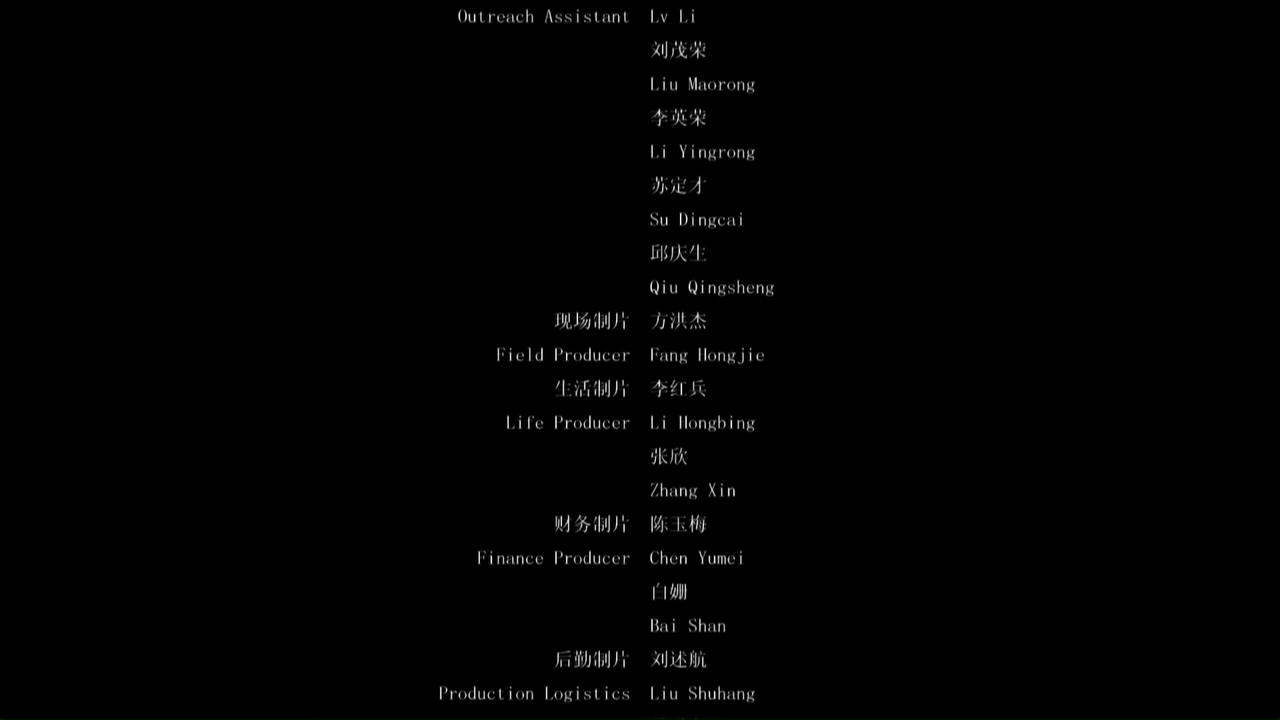 Outreach Assistant Lv Li
刘茂荣
Liu Maorong
李英荣
Li Yingrong
苏定才
Su Dingcai
邱庆生
Qiu Qingsheng
现场制片 方洪杰
Field Producer Fang Hongjie
生活制片 李红兵
Life Producer Li Hongbing
张欣
Zhang Xin
财务制片 陈玉梅
Finance Producer Chen Yumei
白姗
Bai Shan
后勤制片 刘述航
Production Logistics Liu Shuhang